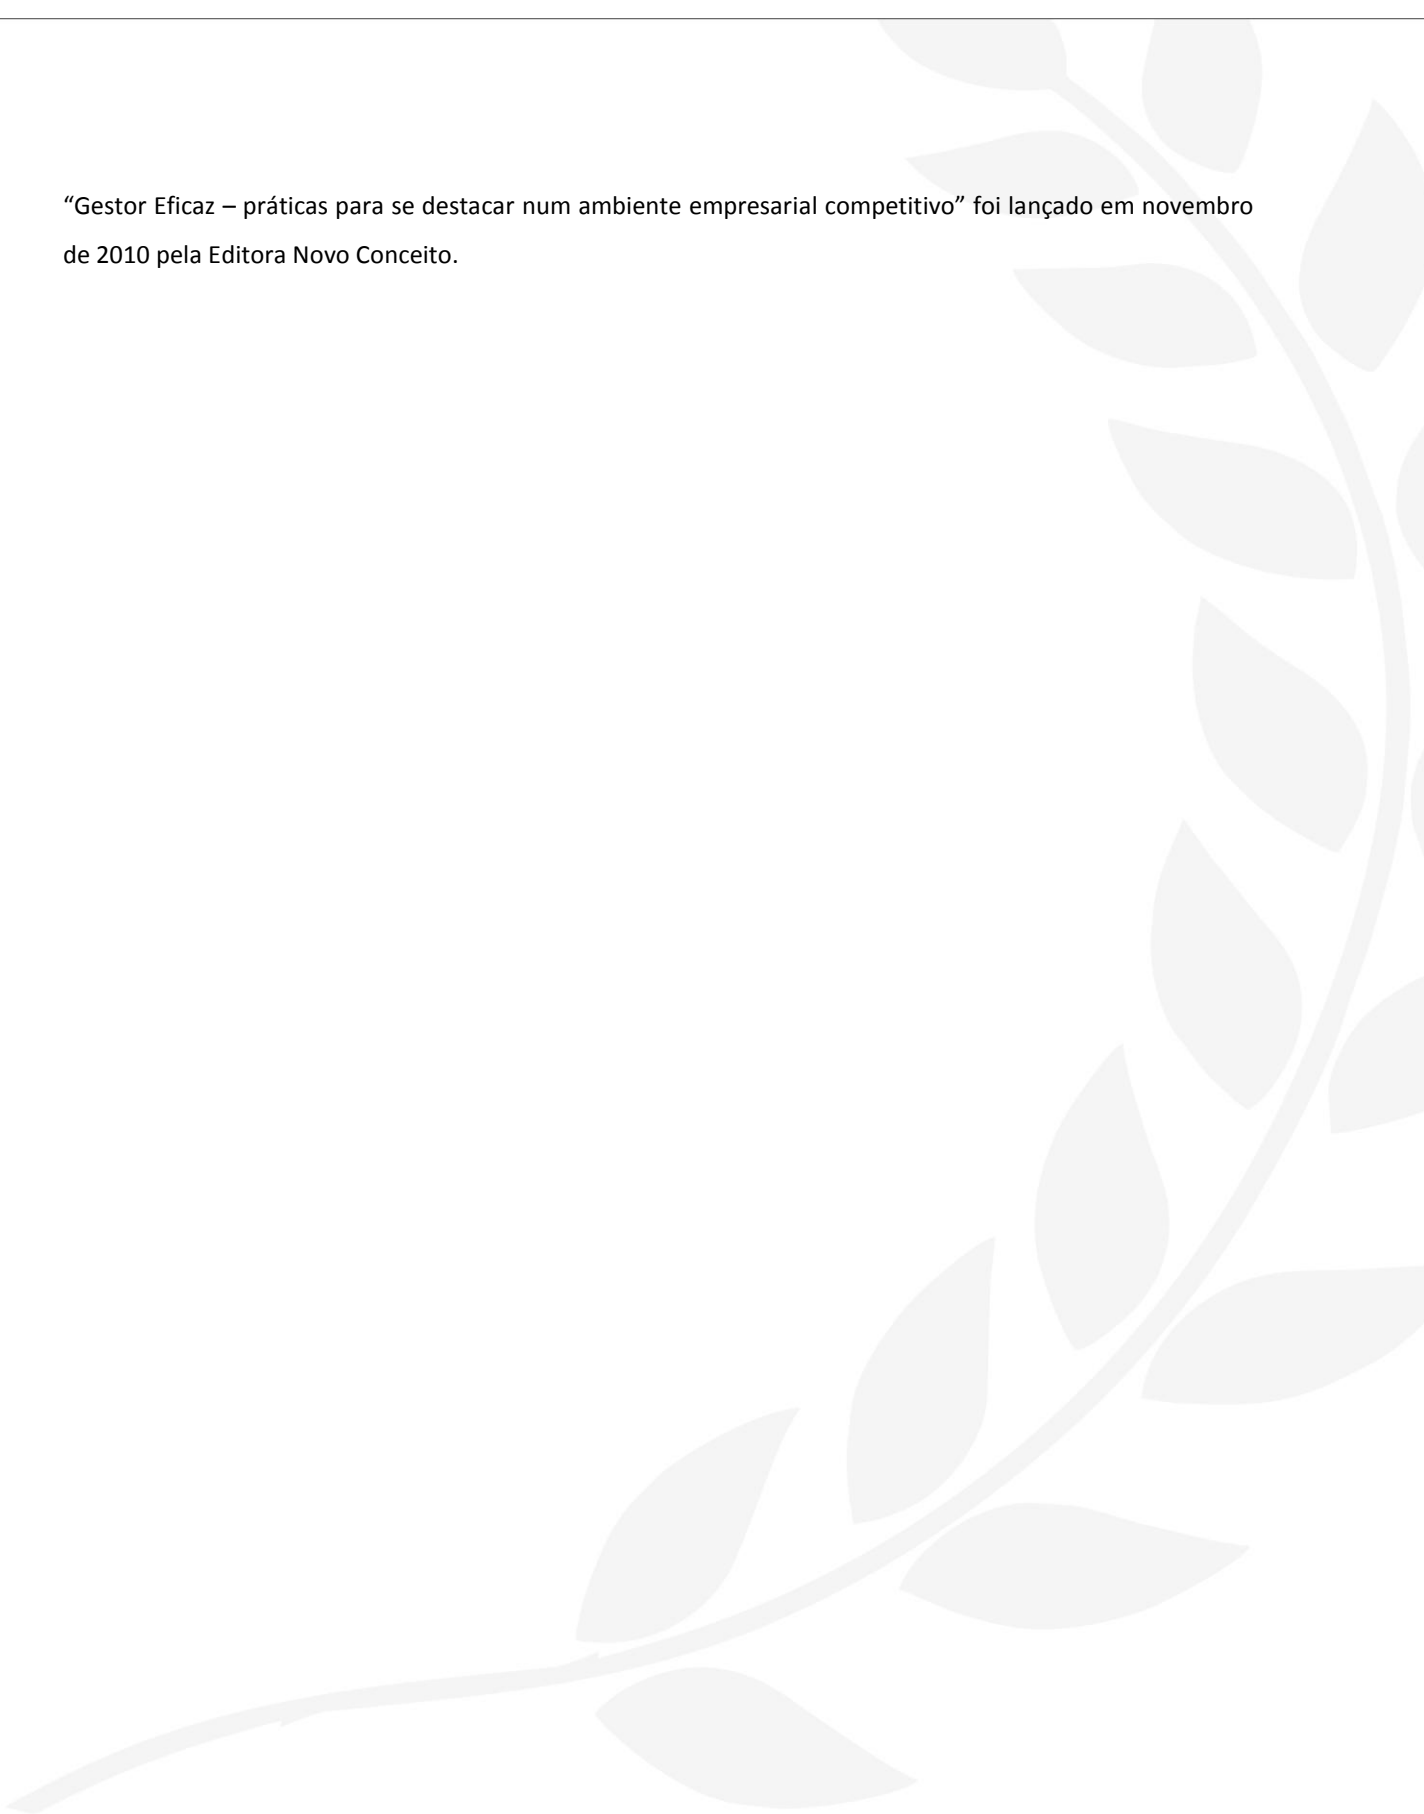 “Gestor Eficaz – práticas para se destacar num ambiente empresarial competitivo” foi lançado em novembro
de 2010 pela Editora Novo Conceito.